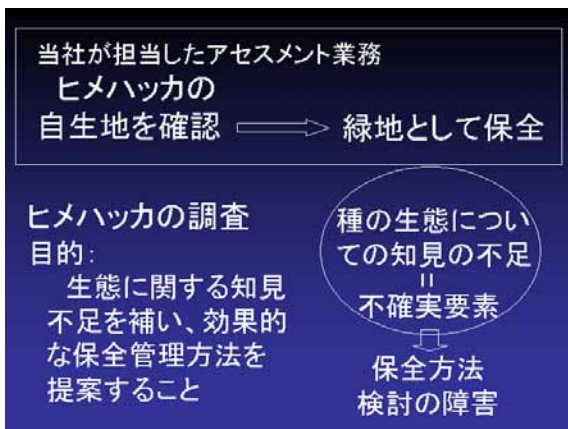 当社が担当したアセスメント業務
ヒメハッカの
自生地を確認
緑地として保全
ヒメハッカの調査
目的:
生態に関する知見
不足を補い、効果的
な保全管理方法を
提案すること
種の生態につい
ての知見の不足
=
不確実要素
保全方法
検討の障害